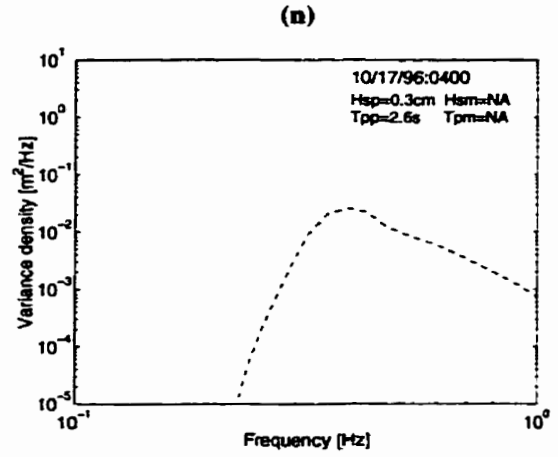 (n)
10/17/96:0400
Hsp=0.3cm Hsm=NA
Tpp=2.6s Tpm=NA
Variance density [m²/Hz]
10¹
10⁰
10⁻¹
10⁻²
10⁻³
10⁻⁴
10⁻⁵
10⁻¹
10⁰
Frequency [Hz]